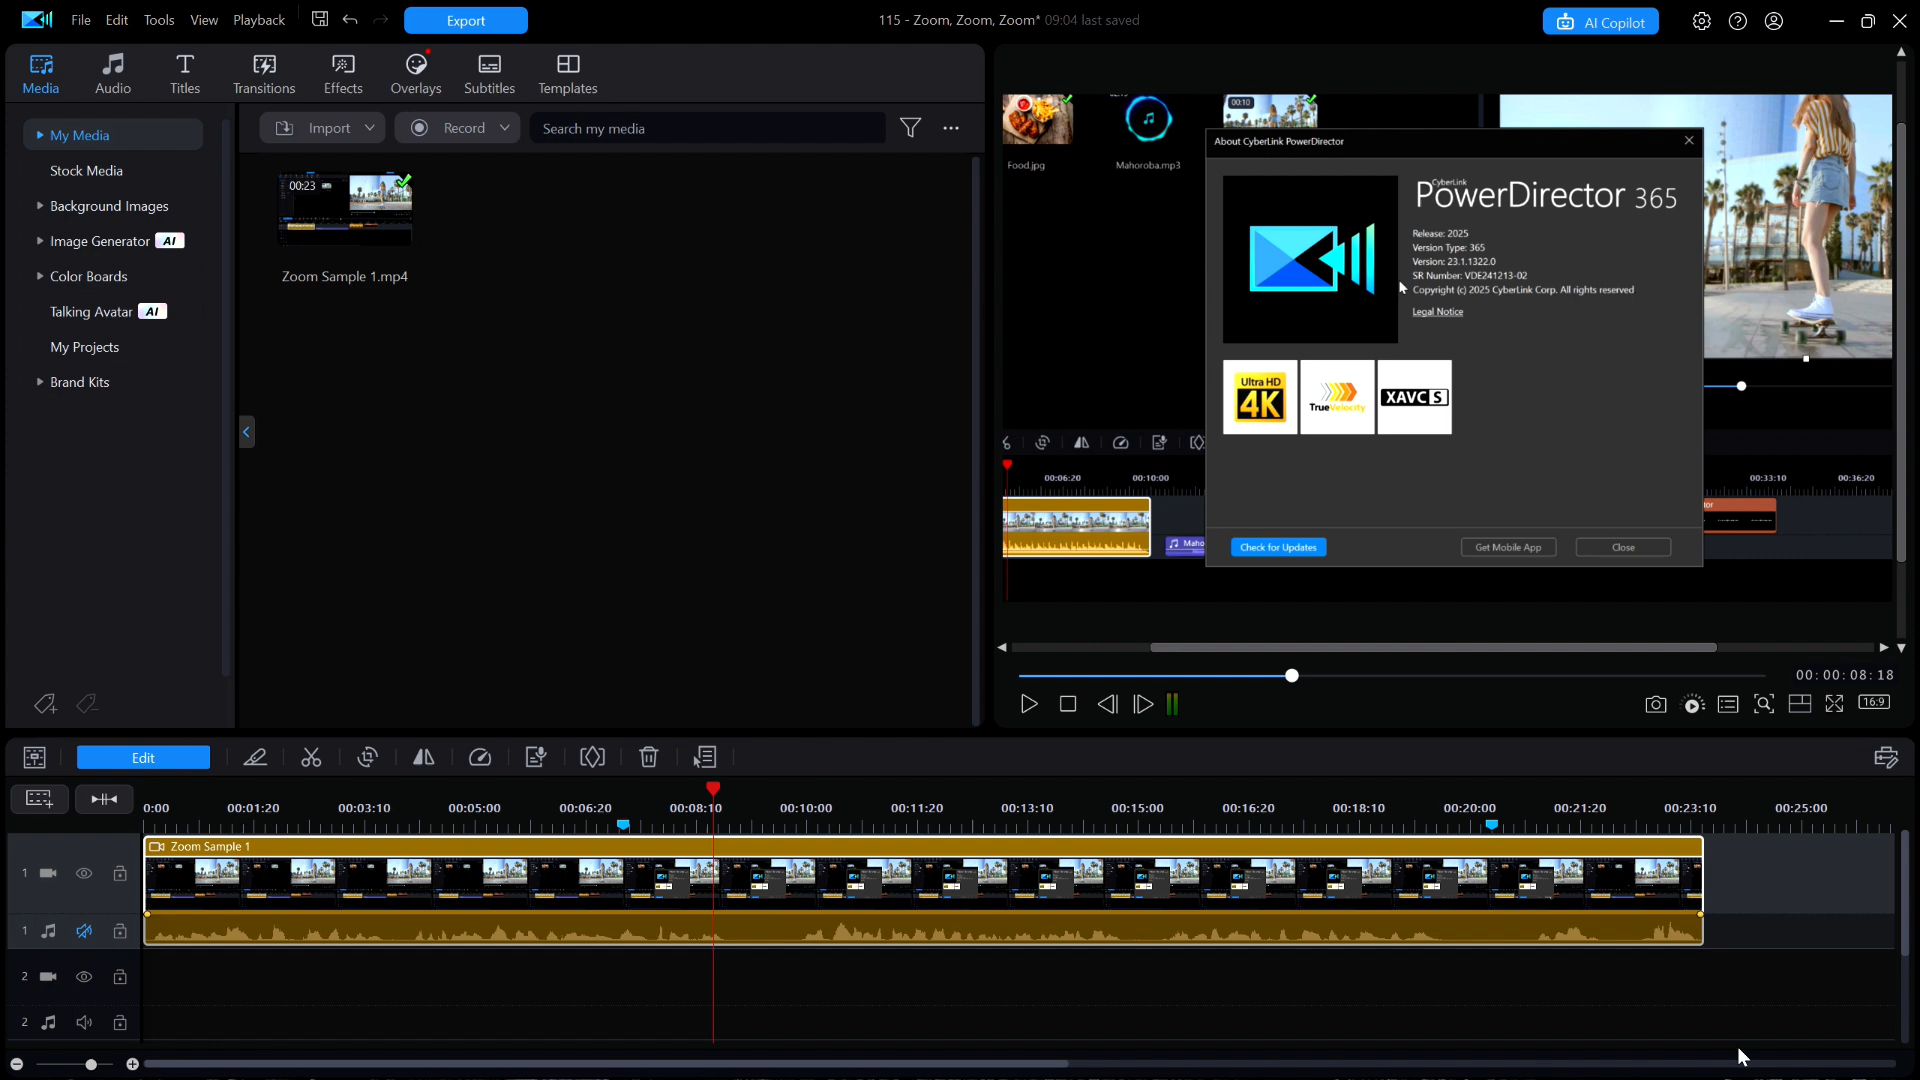 File Edit Tools View Playback
Export
115 - Zoom, Zoom, Zoom* 09:04 last saved
AI Copilot
Media
Audio
Titles
Transitions
Effects
Overlays
Subtitles
Templates
My Media
Stock Media
Background Images
Image Generator AI
Color Boards
Talking Avatar AI
My Projects
Brand Kits
Import
Record
Search my media
00:23
Zoom Sample 1.mp4
00:10
Food.jpg
Mahoroba.mp3
About CyberLink PowerDirector
CyberLink
PowerDirector 365
Release: 2025
Version Type: 365
Version: 23.1.1322.0
SR Number: VDE241213-02
Copyright (c) 2025 CyberLink Corp. All rights reserved
Legal Notice
Ultra HD
4K
TrueVelocity
XAVC S
00:06:20 00:10:00
00:33:10 00:36:20
Maho
tor
Check for Updates
Get Mobile App
Close
00:00:08:18
16:9
Edit
0:00 00:01:20 00:03:10 00:05:00 00:06:20 00:08:10 00:10:00 00:11:20 00:13:10 00:15:00 00:16:20 00:18:10 00:20:00 00:21:20 00:23:10 00:25:00
Zoom Sample 1
1
1
2
2